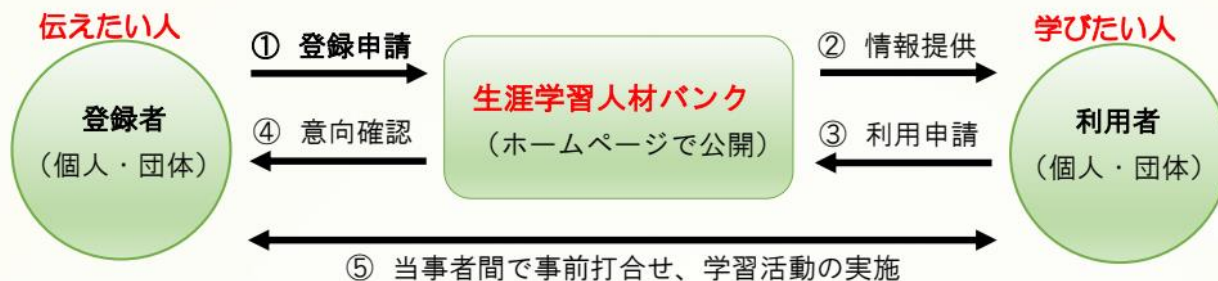 伝えたい人
学びたい人
① 登録申請
② 情報提供
登録者
（個人・団体）
生涯学習人材バンク
（ホームページで公開）
利用者
（個人・団体）
④ 意向確認
③ 利用申請
⑤ 当事者間で事前打合せ、学習活動の実施